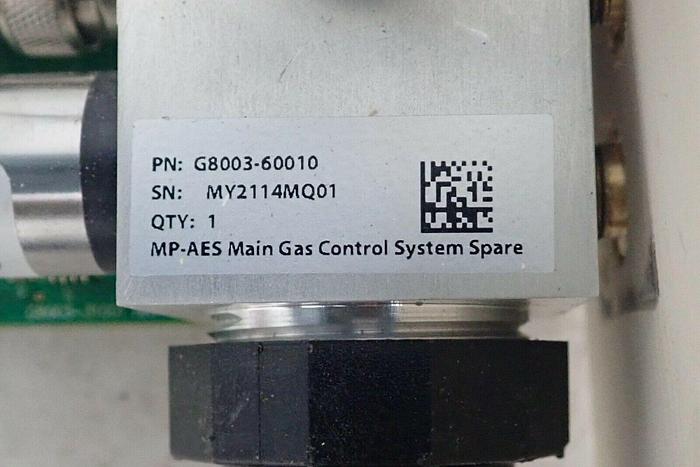 PN: G8003-60010
SN: MY2114MQ01
QTY: 1
MP-AES Main Gas Control System Spare